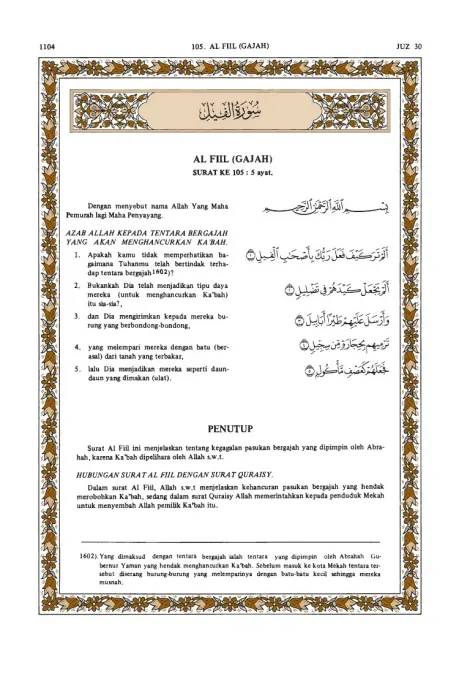 1104 105. AL FIIL (GAJAH) JUZ 30
سُورَةُ الْفِيلِ
AL FIIL (GAJAH)
SURAT KE 105 : 5 ayat.
Dengan menyebut nama Allah Yang Maha
Pemurah lagi Maha Penyayang.
بِسْمِ اللَّهِ الرَّحْمَٰنِ الرَّحِيمِ
AZAB ALLAH KEPADA TENTARA BERGAJAH
YANG AKAN MENGHANCURKAN KA'BAH.
1. Apakah kamu tidak memperhatikan ba-
gaimana Tuhanmu telah bertindak terha-
dap tentara bergajah1602)?
أَلَمْ تَرَ كَيْفَ فَعَلَ رَبُّكَ بِأَصْحَٰبِ الْفِيلِ ١
2. Bukankah Dia telah menjadikan tipu daya
mereka (untuk menghancurkan Ka'bah)
itu sia-sia?,
أَلَمْ يَجْعَلْ كَيْدَهُمْ فِي تَضْلِيلٍ ٢
3. dan Dia mengirimkan kepada mereka bu-
rung yang berbondong-bondong,
وَأَرْسَلَ عَلَيْهِمْ طَيْرًا أَبَابِيلَ ٣
4. yang melempari mereka dengan batu (ber-
asal) dari tanah yang terbakar,
تَرْمِيهِمْ بِحِجَارَةٍ مِنْ سِجِّيلٍ ٤
5. lalu Dia menjadikan mereka seperti daun-
daun yang dimakan (ulat).
فَجَعَلَهُمْ كَعَصْفٍ مَأْكُولٍ ٥
PENUTUP
Surat Al Fiil ini menjelaskan tentang kegagalan pasukan bergajah yang dipimpin oleh Abra-
hah, karena Ka'bah dipelihara oleh Allah s.w.t.
HUBUNGAN SURAT AL FIIL DENGAN SURAT QURAISY.
Dalam surat Al Fiil, Allah s.w.t menjelaskan kehancuran pasukan bergajah yang hendak
merobohkan Ka'bah, sedang dalam surat Quraisy Allah memerintahkan kepada penduduk Mekah
untuk menyembah Allah pemilik Ka'bah itu.
1602). Yang dimaksud dengan tentara bergajah ialah tentara yang dipimpin oleh Abrahah Gu-
bernur Yaman yang hendak menghancurkan Ka'bah. Sebelum masuk ke kota Mekah tentara ter-
sebut diserang burung-burung yang melemparinya dengan batu-batu kecil sehingga mereka
musnah.